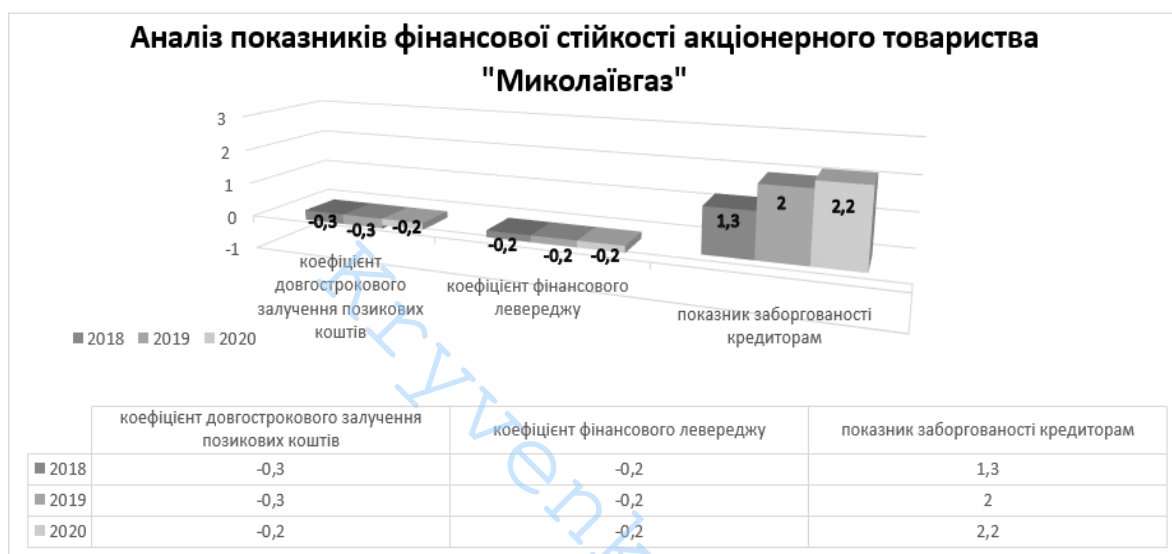 Аналіз показників фінансової стійкості акціонерного товариства
"Миколаївгаз"
3
2
1
0
-1
-0,3
-0,3
-0,2
-0,2
-0,2
-0,2
1,3
2
2,2
коефіцієнт
довгострокового
залучення позикових
коштів
коефіцієнт фінансового
левереджу
показник заборгованості
кредиторам
2018 2019 2020
коефіцієнт довгострокового залучення
позикових коштів
коефіцієнт фінансового левереджу
показник заборгованості кредиторам
2018 -0,3 -0,2 1,3
2019 -0,3 -0,2 2
2020 -0,2 -0,2 2,2